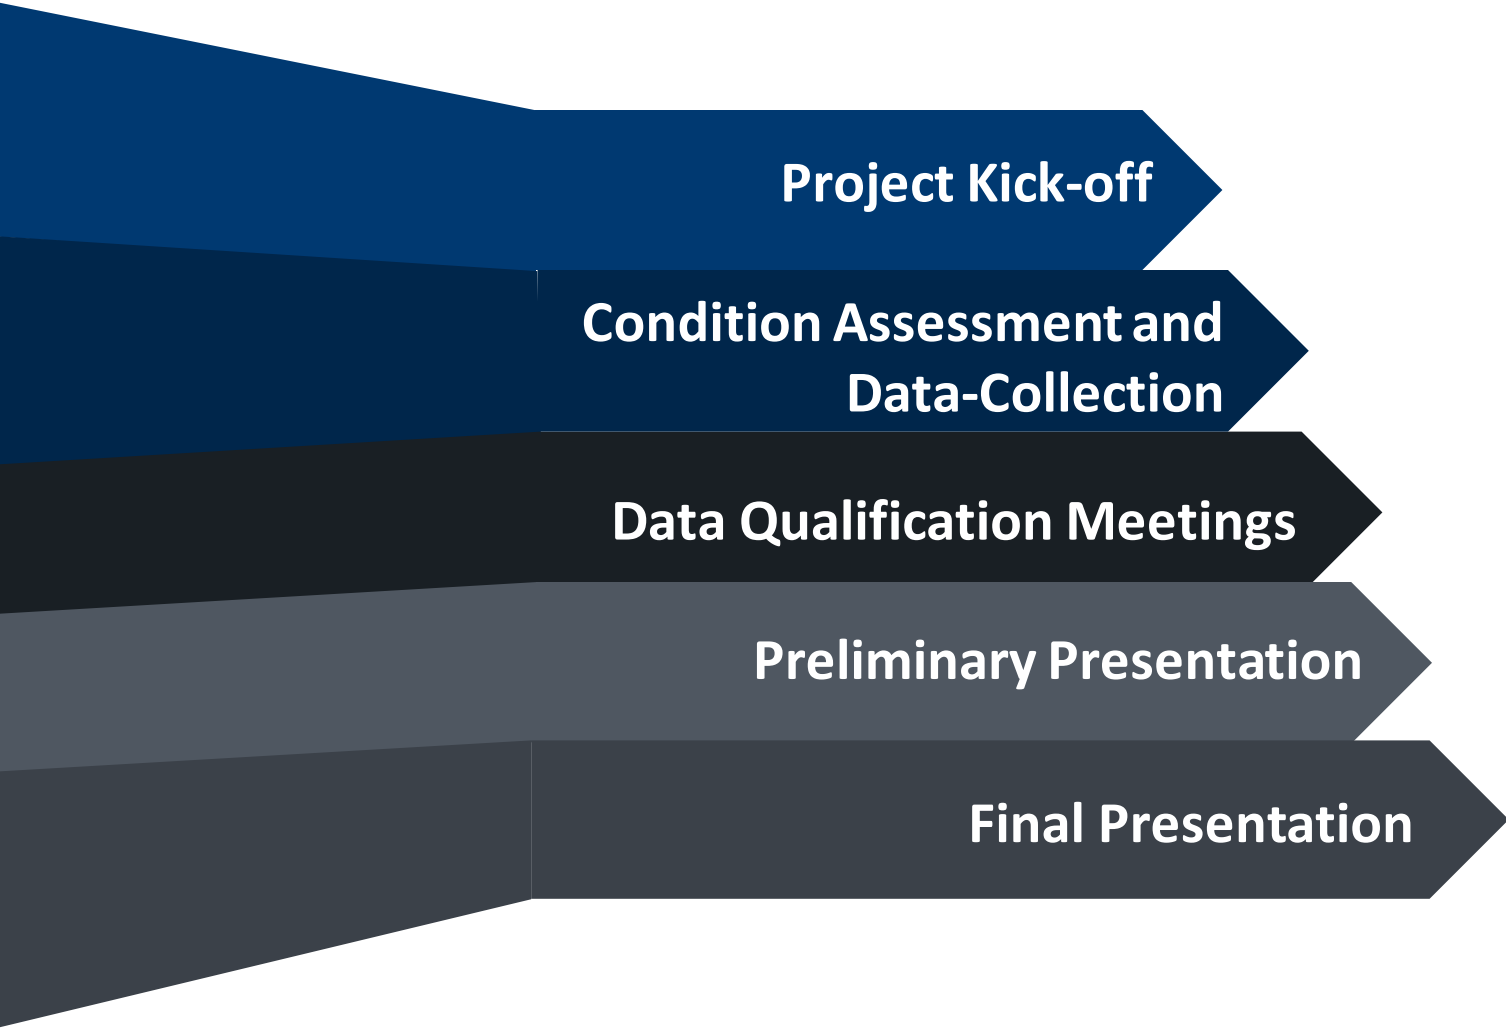 Project Kick-off
Condition Assessment and
Data-Collection
Data Qualification Meetings
Preliminary Presentation
Final Presentation